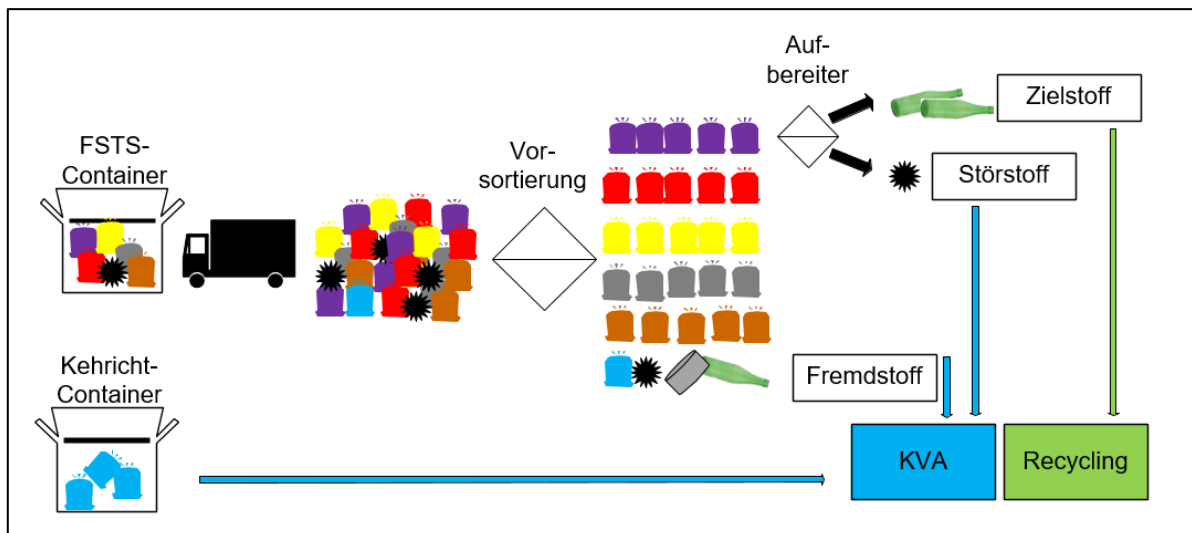 Auf-
bereiter
Zielstoff
FSTS-
Container
Vor-
sortierung
Störstoff
Kehricht-
Container
Fremdstoff
KVA
Recycling